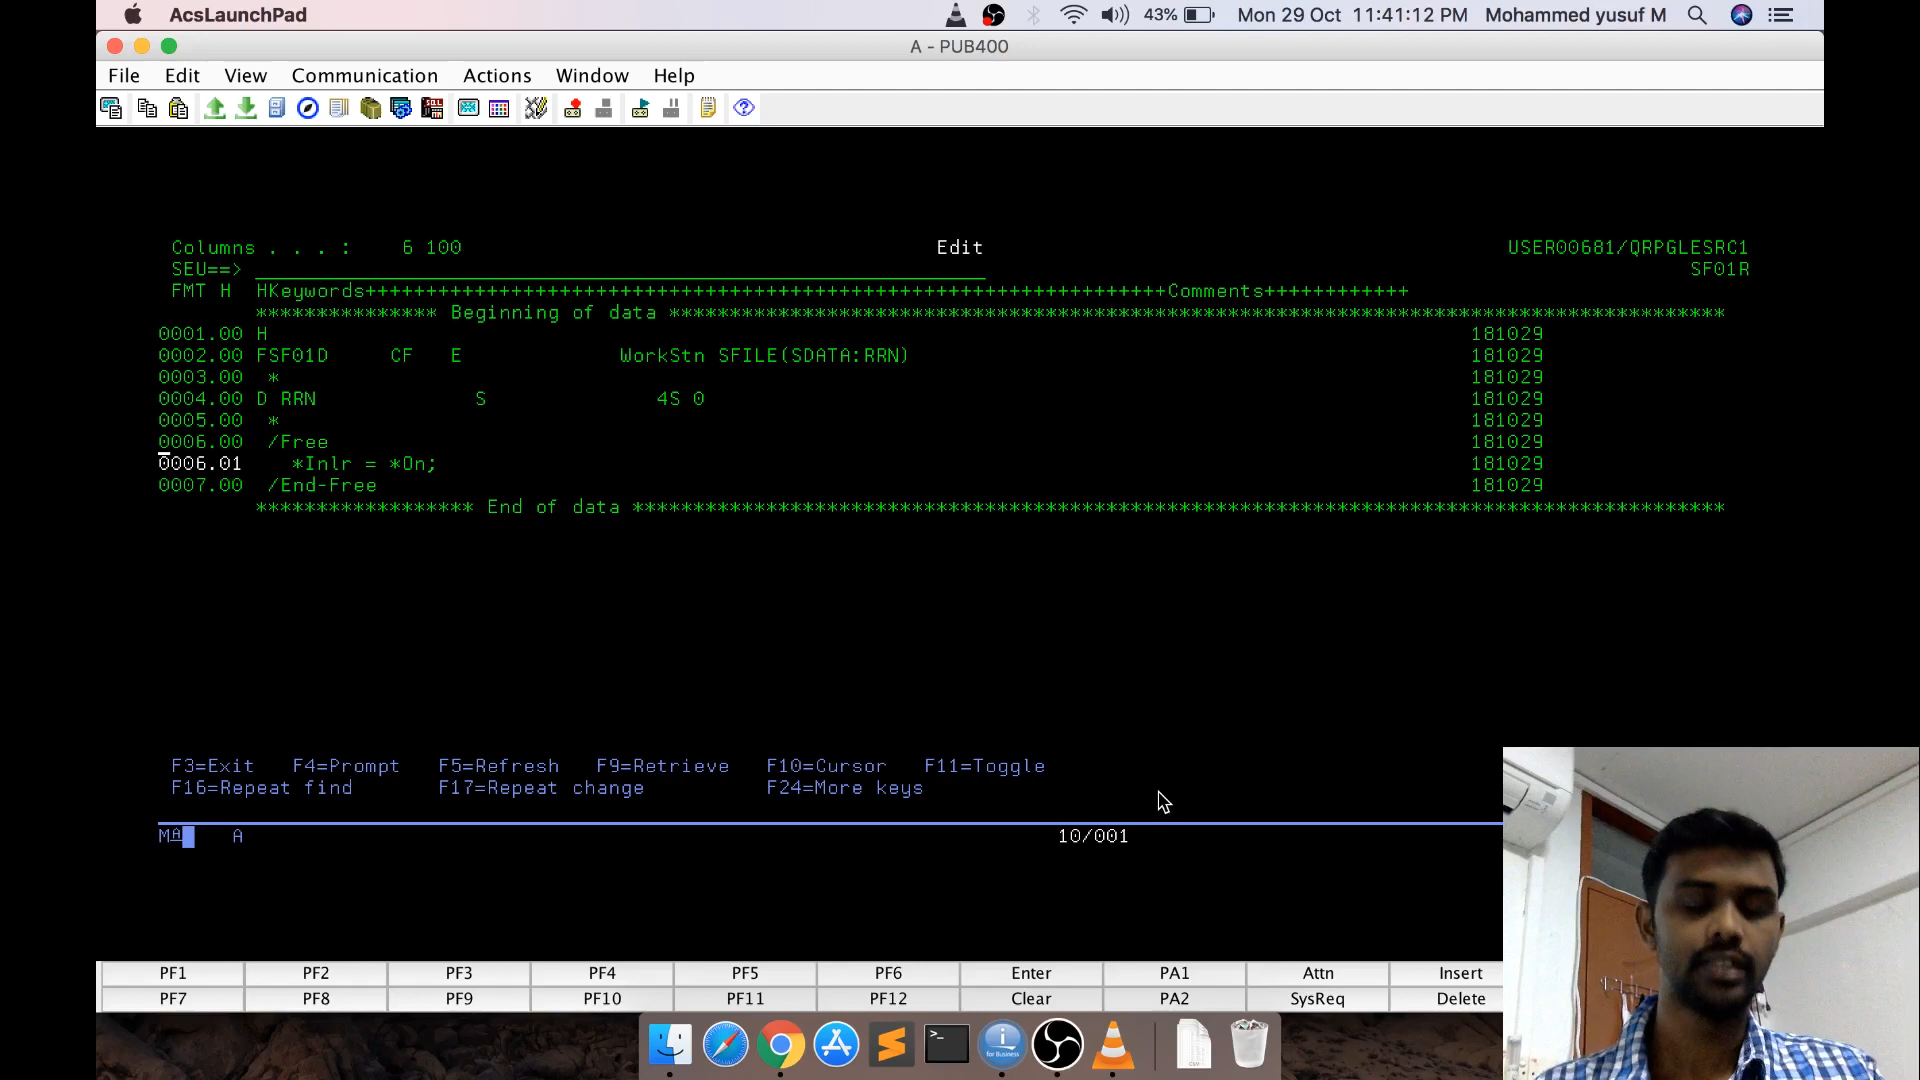 AcsLaunchPad 43% Mon 29 Oct 11:41:12 PM Mohammed yusuf M
A - PUB400
File Edit View Communication Actions Window Help
Columns . . . : 6 100 Edit USER00681/QRPGLESRC1
SEU==> SF01R
FMT H HKeywords++++++++++++++++++++++++++++++++++++++++++++++++++++++++++++++++++Comments++++++++++++
*************** Beginning of data ***************************************************************************************
0001.00 H 181029
0002.00 FSF01D CF E WorkStn SFILE(SDATA:RRN) 181029
0003.00 * 181029
0004.00 D RRN S 4S 0 181029
0005.00 * 181029
0006.00 /Free 181029
0006.01 *Inlr = *On; 181029
0007.00 /End-Free 181029
****************** End of data ******************************************************************************************
F3=Exit F4=Prompt F5=Refresh F9=Retrieve F10=Cursor F11=Toggle
F16=Repeat find F17=Repeat change F24=More keys
MA A 10/001
PF1 PF2 PF3 PF4 PF5 PF6 Enter PA1 Attn Insert
PF7 PF8 PF9 PF10 PF11 PF12 Clear PA2 SysReq Delete